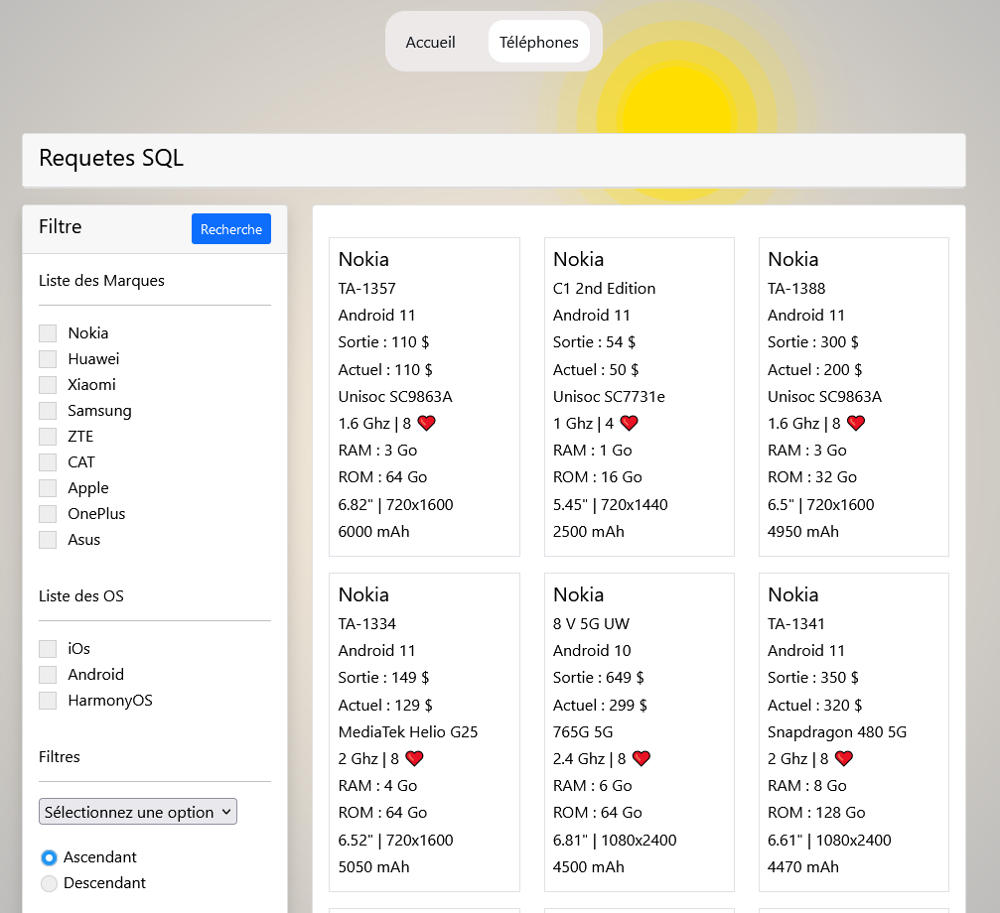 Accueil
Téléphones
Requetes SQL
Filtre
Recherche
Liste des Marques
Nokia
Huawei
Xiaomi
Samsung
ZTE
CAT
Apple
OnePlus
Asus
Liste des OS
iOs
Android
HarmonyOS
Filtres
Sélectionnez une option
Ascendant
Descendant
Nokia
TA-1357
Android 11
Sortie : 110 $
Actuel : 110 $
Unisoc SC9863A
1.6 Ghz | 8 ❤
RAM : 3 Go
ROM : 64 Go
6.82" | 720x1600
6000 mAh
Nokia
C1 2nd Edition
Android 11
Sortie : 54 $
Actuel : 50 $
Unisoc SC7731e
1 Ghz | 4 ❤
RAM : 1 Go
ROM : 16 Go
5.45" | 720x1440
2500 mAh
Nokia
TA-1388
Android 11
Sortie : 300 $
Actuel : 200 $
Unisoc SC9863A
1.6 Ghz | 8 ❤
RAM : 3 Go
ROM : 32 Go
6.5" | 720x1600
4950 mAh
Nokia
TA-1334
Android 11
Sortie : 149 $
Actuel : 129 $
MediaTek Helio G25
2 Ghz | 8 ❤
RAM : 4 Go
ROM : 64 Go
6.52" | 720x1600
5050 mAh
Nokia
8 V 5G UW
Android 10
Sortie : 649 $
Actuel : 299 $
765G 5G
2.4 Ghz | 8 ❤
RAM : 6 Go
ROM : 64 Go
6.81" | 1080x2400
4500 mAh
Nokia
TA-1341
Android 11
Sortie : 350 $
Actuel : 320 $
Snapdragon 480 5G
2 Ghz | 8 ❤
RAM : 8 Go
ROM : 128 Go
6.61" | 1080x2400
4470 mAh